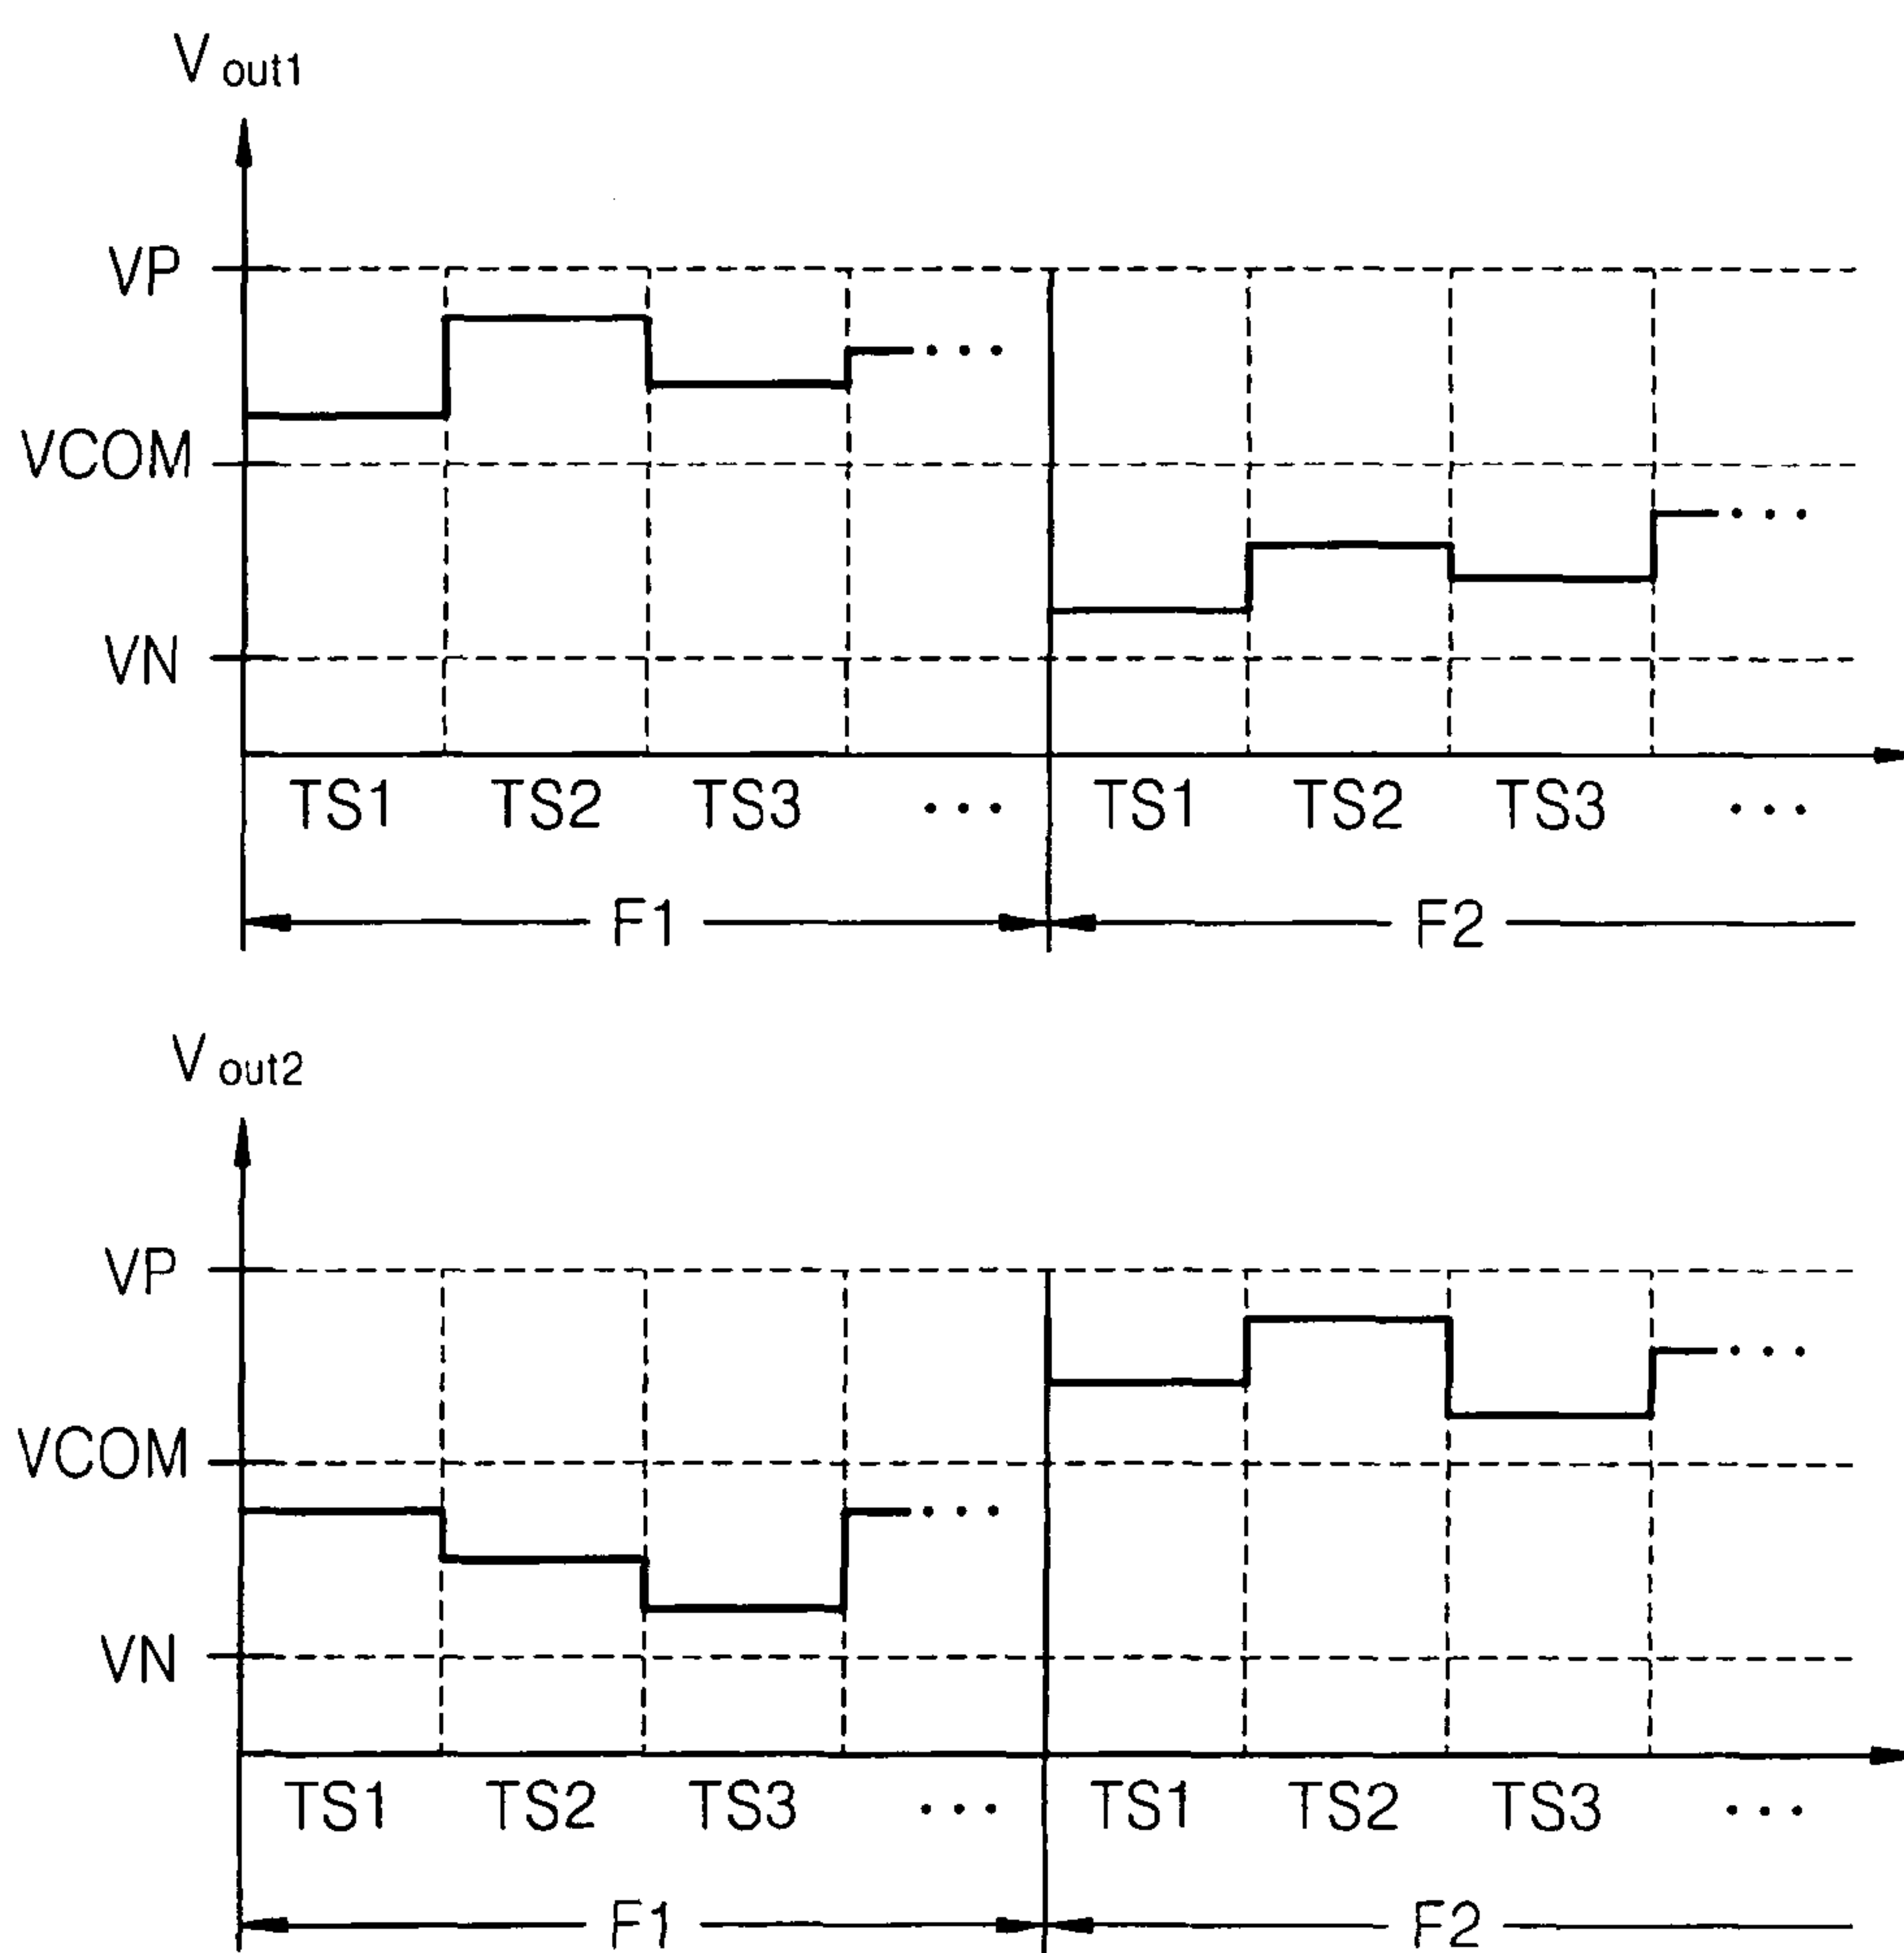 Vout1
VP
VCOM
VN
TS1 TS2 TS3 ... TS1 TS2 TS3 ...
F1 F2
Vout2
VP
VCOM
VN
TS1 TS2 TS3 ... TS1 TS2 TS3 ...
F1 F2